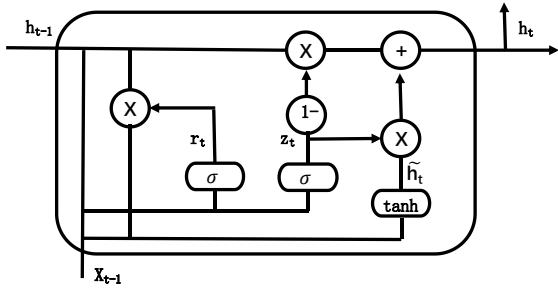 h_{t-1}
h_t
X
+
1-
X
r_t
z_t
X
σ
σ
h̃_t
tanh
X_{t-1}